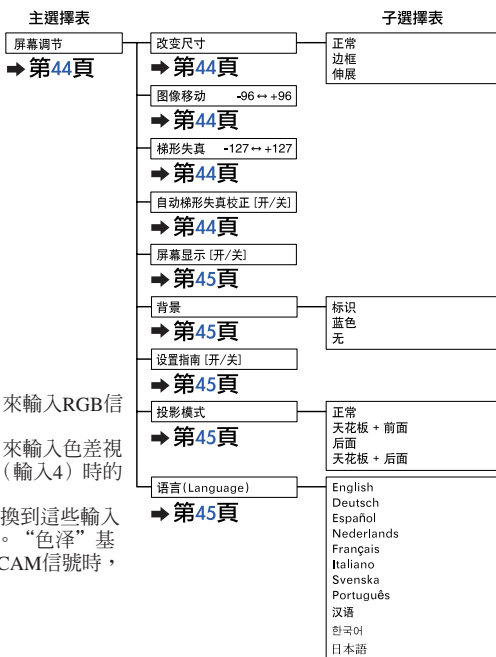 主選擇表
子選擇表
屏幕调节
➡ 第44頁
改变尺寸
➡ 第44頁
正常
边框
伸展
图像移动 -96 ↔ +96
➡ 第44頁
梯形失真 -127 ↔ +127
➡ 第44頁
自动梯形失真校正 [开/关]
➡ 第44頁
屏幕显示 [开/关]
➡ 第45頁
背景
➡ 第45頁
标识
蓝色
无
设置指南 [开/关]
➡ 第45頁
投影模式
➡ 第45頁
正常
天花板 + 前面
后面
天花板 + 后面
语言(Language)
➡ 第45頁
English
Deutsch
Español
Nederlands
Français
Italiano
Svenska
Português
汉语
한국어
日本語
來輸入RGB信
來輸入色差視
（輸入4）時的
換到這些輸入
。“色泽”基
CAM信號時，